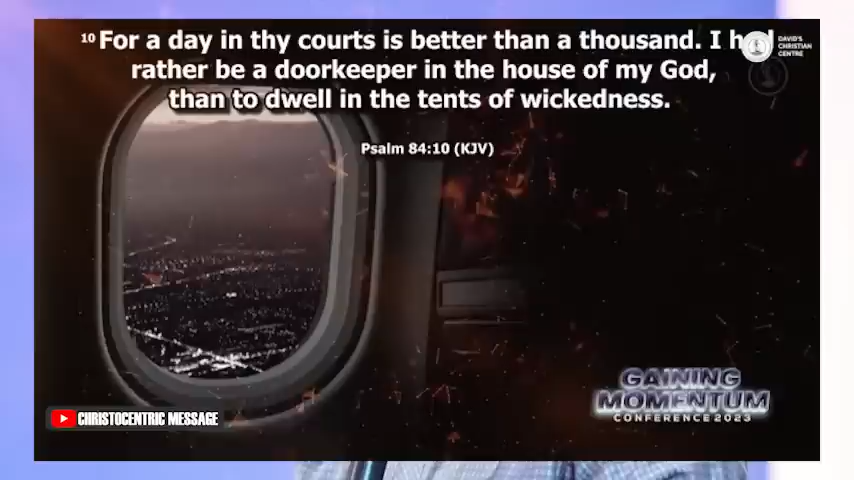 10 For a day in thy courts is better than a thousand. I had
rather be a doorkeeper in the house of my God,
than to dwell in the tents of wickedness.
Psalm 84:10 (KJV)
DAVID'S
CHRISTIAN
CENTRE
GAINING
MOMENTUM
CONFERENCE 2023
CHRISTOCENTRIC MESSAGE